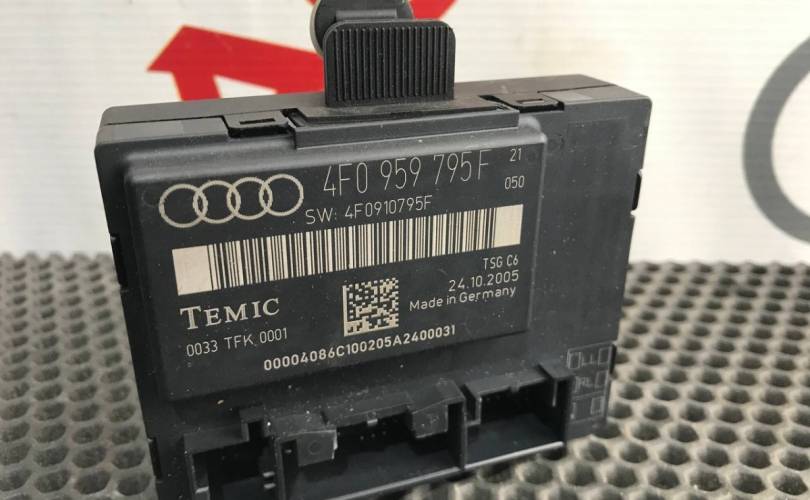 4F0 959 795F 21
050
SW: 4F0910795F
TSG C6
24.10.2005
Made in Germany
TEMIC
0033 TFK 0001
00004086C100205A2400031